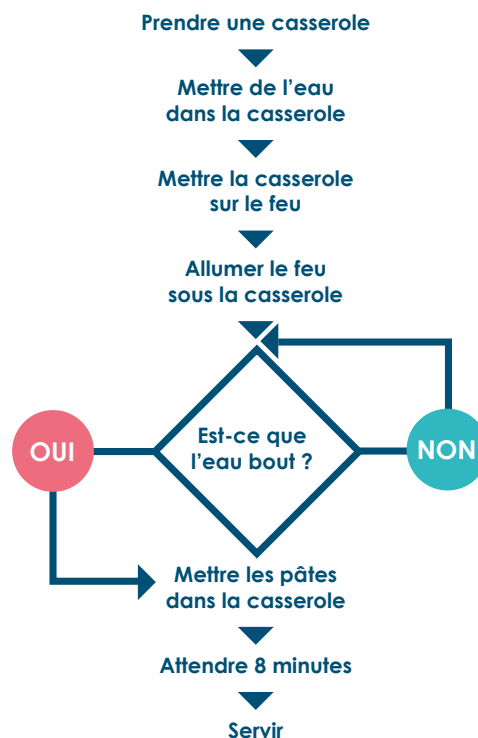 Prendre une casserole
Mettre de l’eau
dans la casserole
Mettre la casserole
sur le feu
Allumer le feu
sous la casserole
Est-ce que
l’eau bout ?
OUI
NON
Mettre les pâtes
dans la casserole
Attendre 8 minutes
Servir